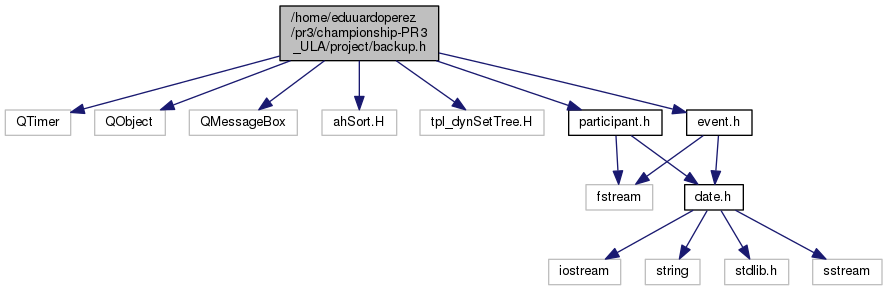 /home/eduuardoperez
/pr3/championship-PR3
_ULA/project/backup.h
QTimer
QObject
QMessageBox
ahSort.H
tpl_dynSetTree.H
participant.h
event.h
fstream
date.h
iostream
string
stdlib.h
sstream